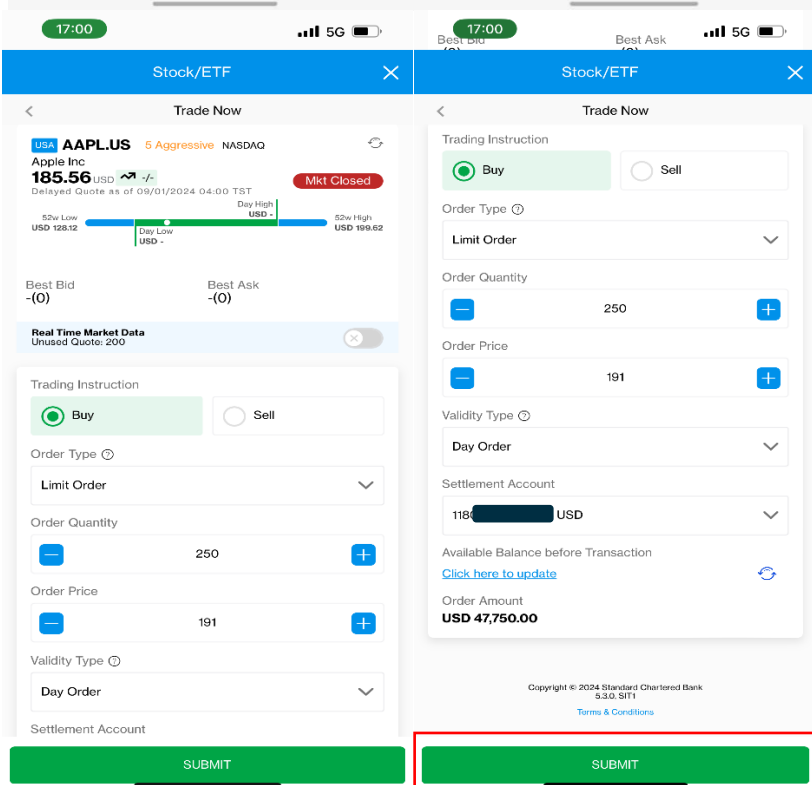 17:00
5G
Stock/ETF
Trade Now
USA AAPL.US 5 Aggressive NASDAQ
Apple Inc
185.56 USD -/-
Mkt Closed
Delayed Quote as of 09/01/2024 04:00 TST
Day High
USD -
52w Low
USD 128.12
52w High
USD 199.62
Day Low
USD -
Best Bid
-(0)
Best Ask
-(0)
Real Time Market Data
Unused Quote: 200
Trading Instruction
Buy
Sell
Order Type ?
Limit Order
Order Quantity
250
Order Price
191
Validity Type ?
Day Order
Settlement Account
SUBMIT
17:00
5G
Best Bid
Best Ask
Stock/ETF
Trade Now
Trading Instruction
Buy
Sell
Order Type ?
Limit Order
Order Quantity
250
Order Price
191
Validity Type ?
Day Order
Settlement Account
118 USD
Available Balance before Transaction
Click here to update
Order Amount
USD 47,750.00
Copyright © 2024 Standard Chartered Bank
5.3.0. SIT1
Terms & Conditions
SUBMIT